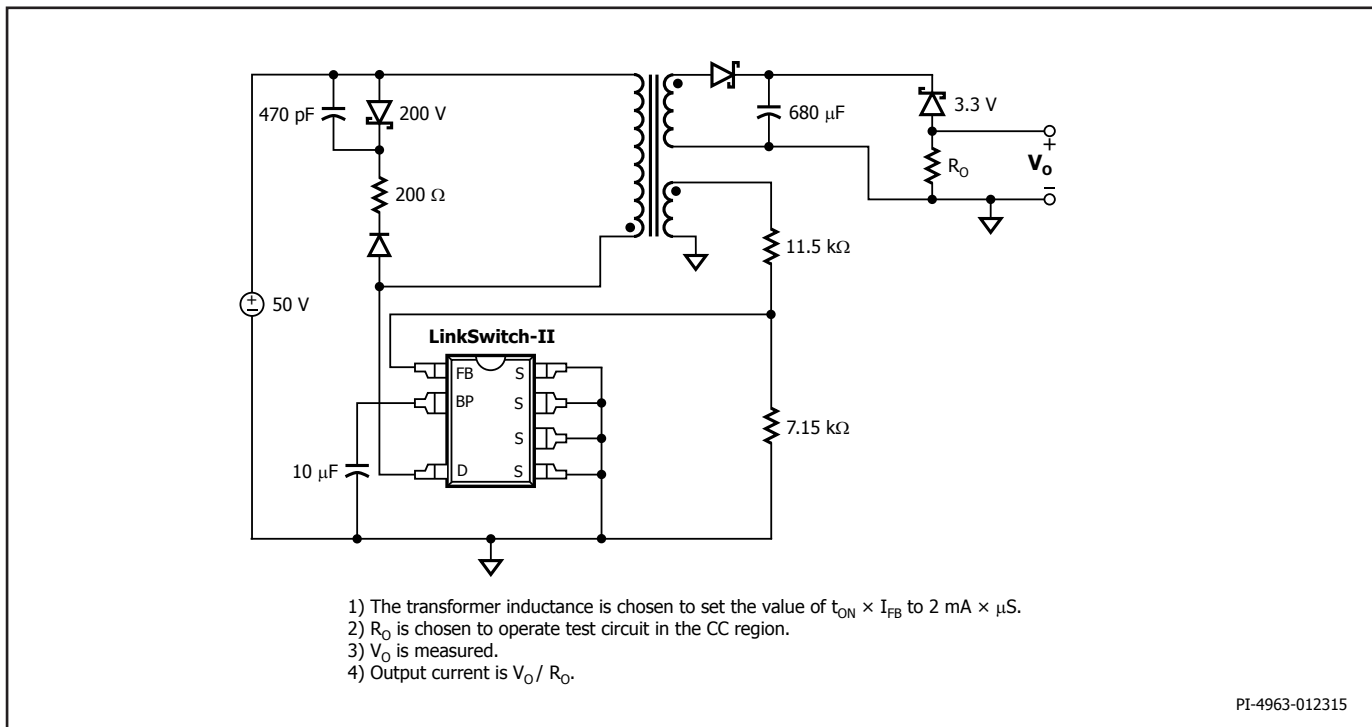 470 pF
200 V
200 Ω
680 μF
3.3 V
R_O
+
V_O
−
11.5 kΩ
+
−
50 V
LinkSwitch-II
FB S
BP S
S
D S
10 μF
7.15 kΩ
1) The transformer inductance is chosen to set the value of t_ON × I_FB to 2 mA × μS.
2) R_O is chosen to operate test circuit in the CC region.
3) V_O is measured.
4) Output current is V_O / R_O.
PI-4963-012315